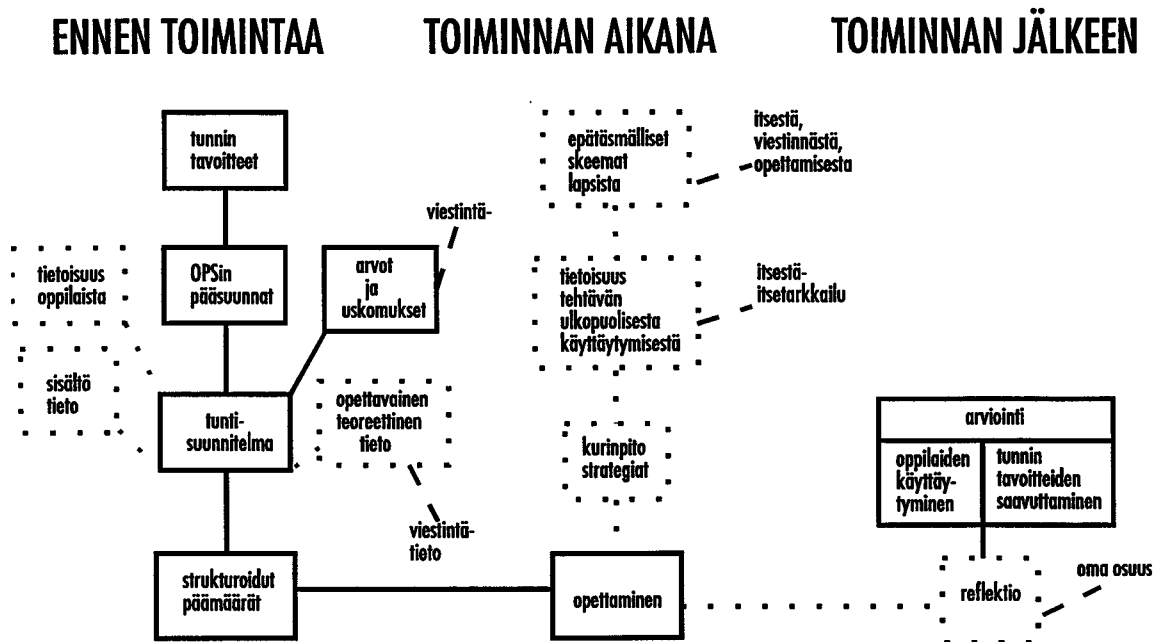 ENNEN TOIMINTAA
TOIMINNAN AIKANA
TOIMINNAN JÄLKEEN
tunnin
tavoitteet
OPSin
pääsuunnat
tietoisuus
oppilaista
sisältö
tieto
viestintä-
arvot
ja
uskomukset
tunti-
suunnitelma
opettavainen
teoreettinen
tieto
viestintä-
tieto
strukturoidut
päämäärät
epätäsmälliset
skeemat
lapsista
itsestä,
viestinnästä,
opettamisesta
tietoisuus
tehtävän
ulkopuolisesta
käyttäytymisestä
itsestä-
itsetarkkailu
kurinpito
strategiat
opettaminen
arviointi
oppilaiden
käyttäy-
tyminen
tunnin
tavoitteiden
saavuttaminen
reflektio
oma osuus